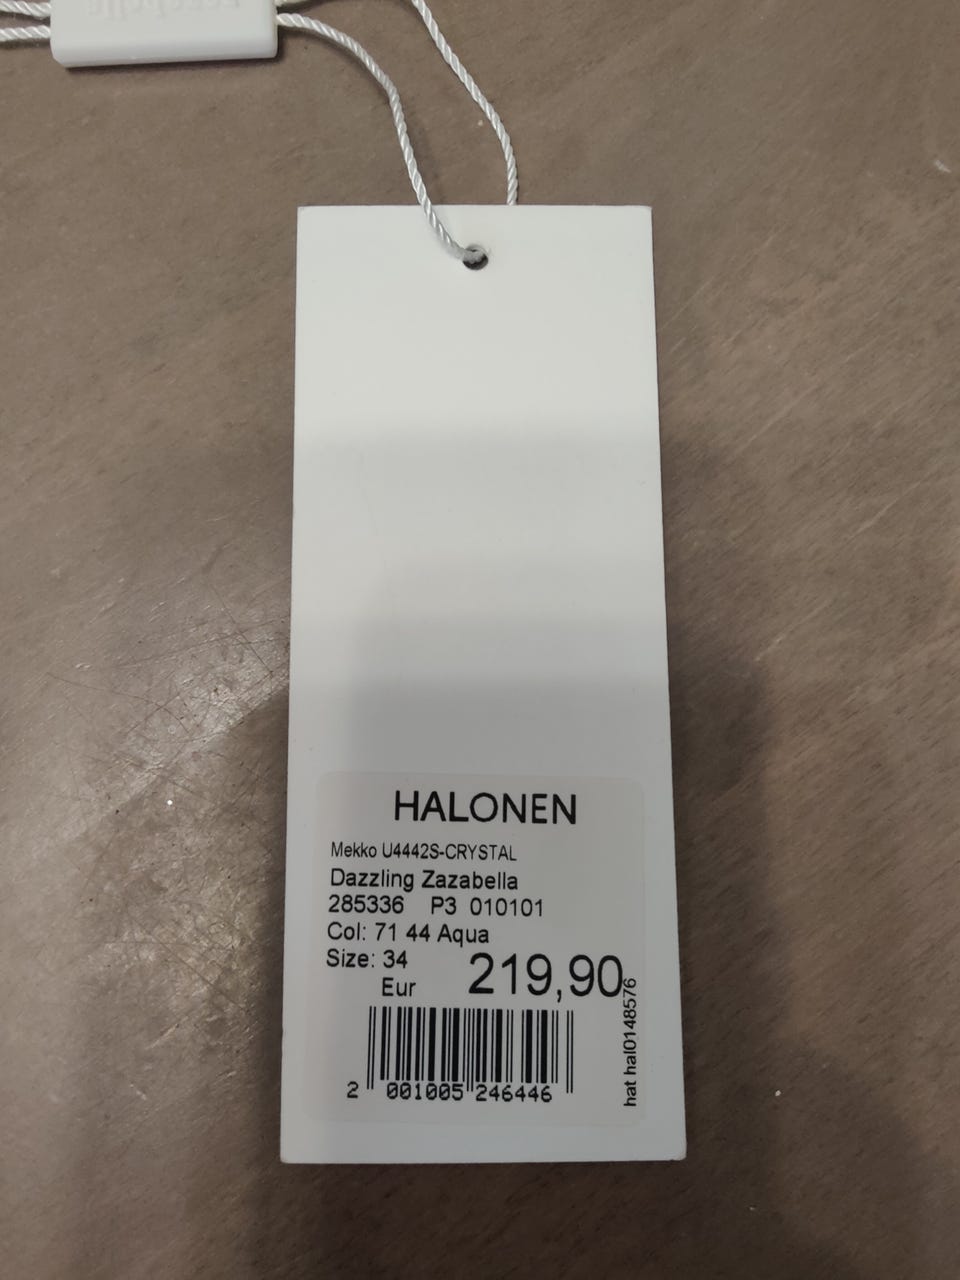 HALONEN
Mekko U4442S-CRYSTAL
Dazzling Zazabella
285336 P3 010101
Col: 71 44 Aqua
Size: 34
Eur 219,90
hat hal0148576
2 001005 246446